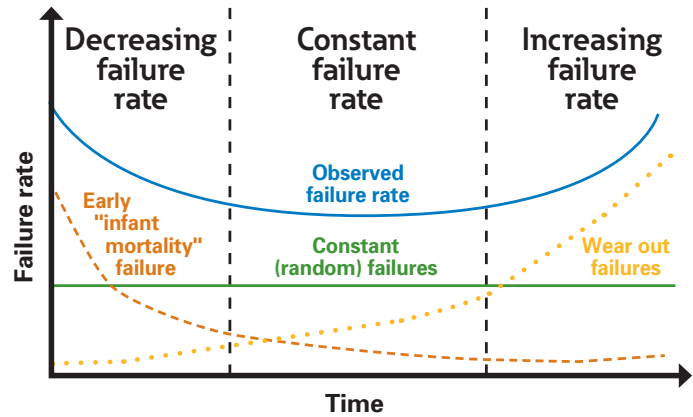 Decreasing
failure
rate
Constant
failure
rate
Increasing
failure
rate
Observed
failure rate
Early
"infant
mortality"
failure
Constant
(random) failures
Wear out
failures
Failure rate
Time